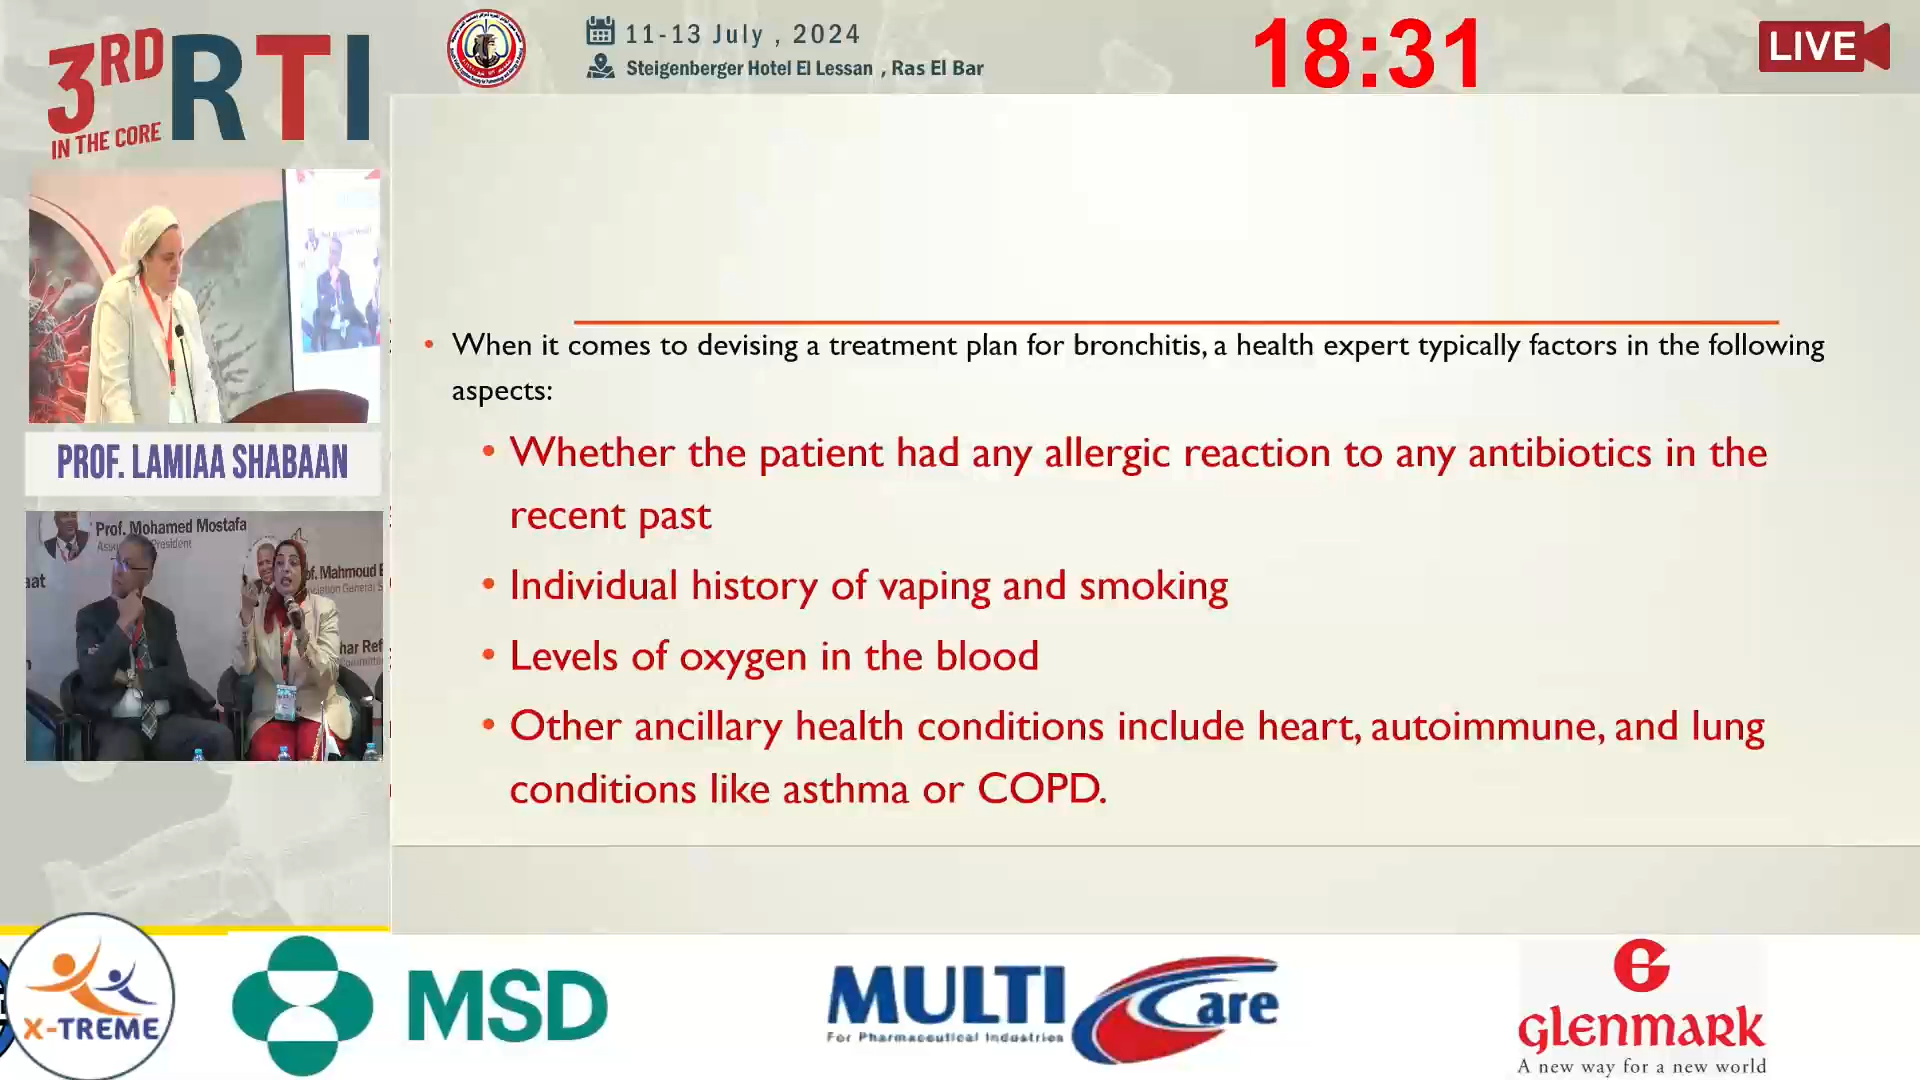 3RD RTI
IN THE CORE
11-13 July , 2024
Steigenberger Hotel El Lessan , Ras El Bar
18:31
LIVE
• When it comes to devising a treatment plan for bronchitis, a health expert typically factors in the following
aspects:
• Whether the patient had any allergic reaction to any antibiotics in the
recent past
• Individual history of vaping and smoking
• Levels of oxygen in the blood
• Other ancillary health conditions include heart, autoimmune, and lung
conditions like asthma or COPD.
PROF. LAMIAA SHABAAN
Prof. Mohamed Mostafa
President
of. Mahmoud
X-TREME
MSD
MULTI Care
For Pharmaceutical Industries
glenmark
A new way for a new world